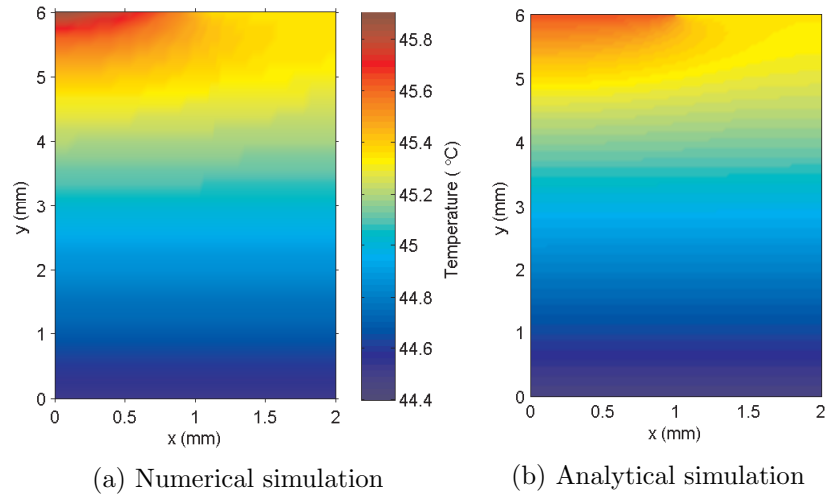 6
5
4
3
2
1
0
y (mm)
0 0.5 1 1.5 2
x (mm)
45.8
45.6
45.4
45.2
45
44.8
44.6
44.4
Temperature ( °C)
6
5
4
3
2
1
0
y (mm)
0 0.5 1 1.5 2
x (mm)
(a) Numerical simulation
(b) Analytical simulation